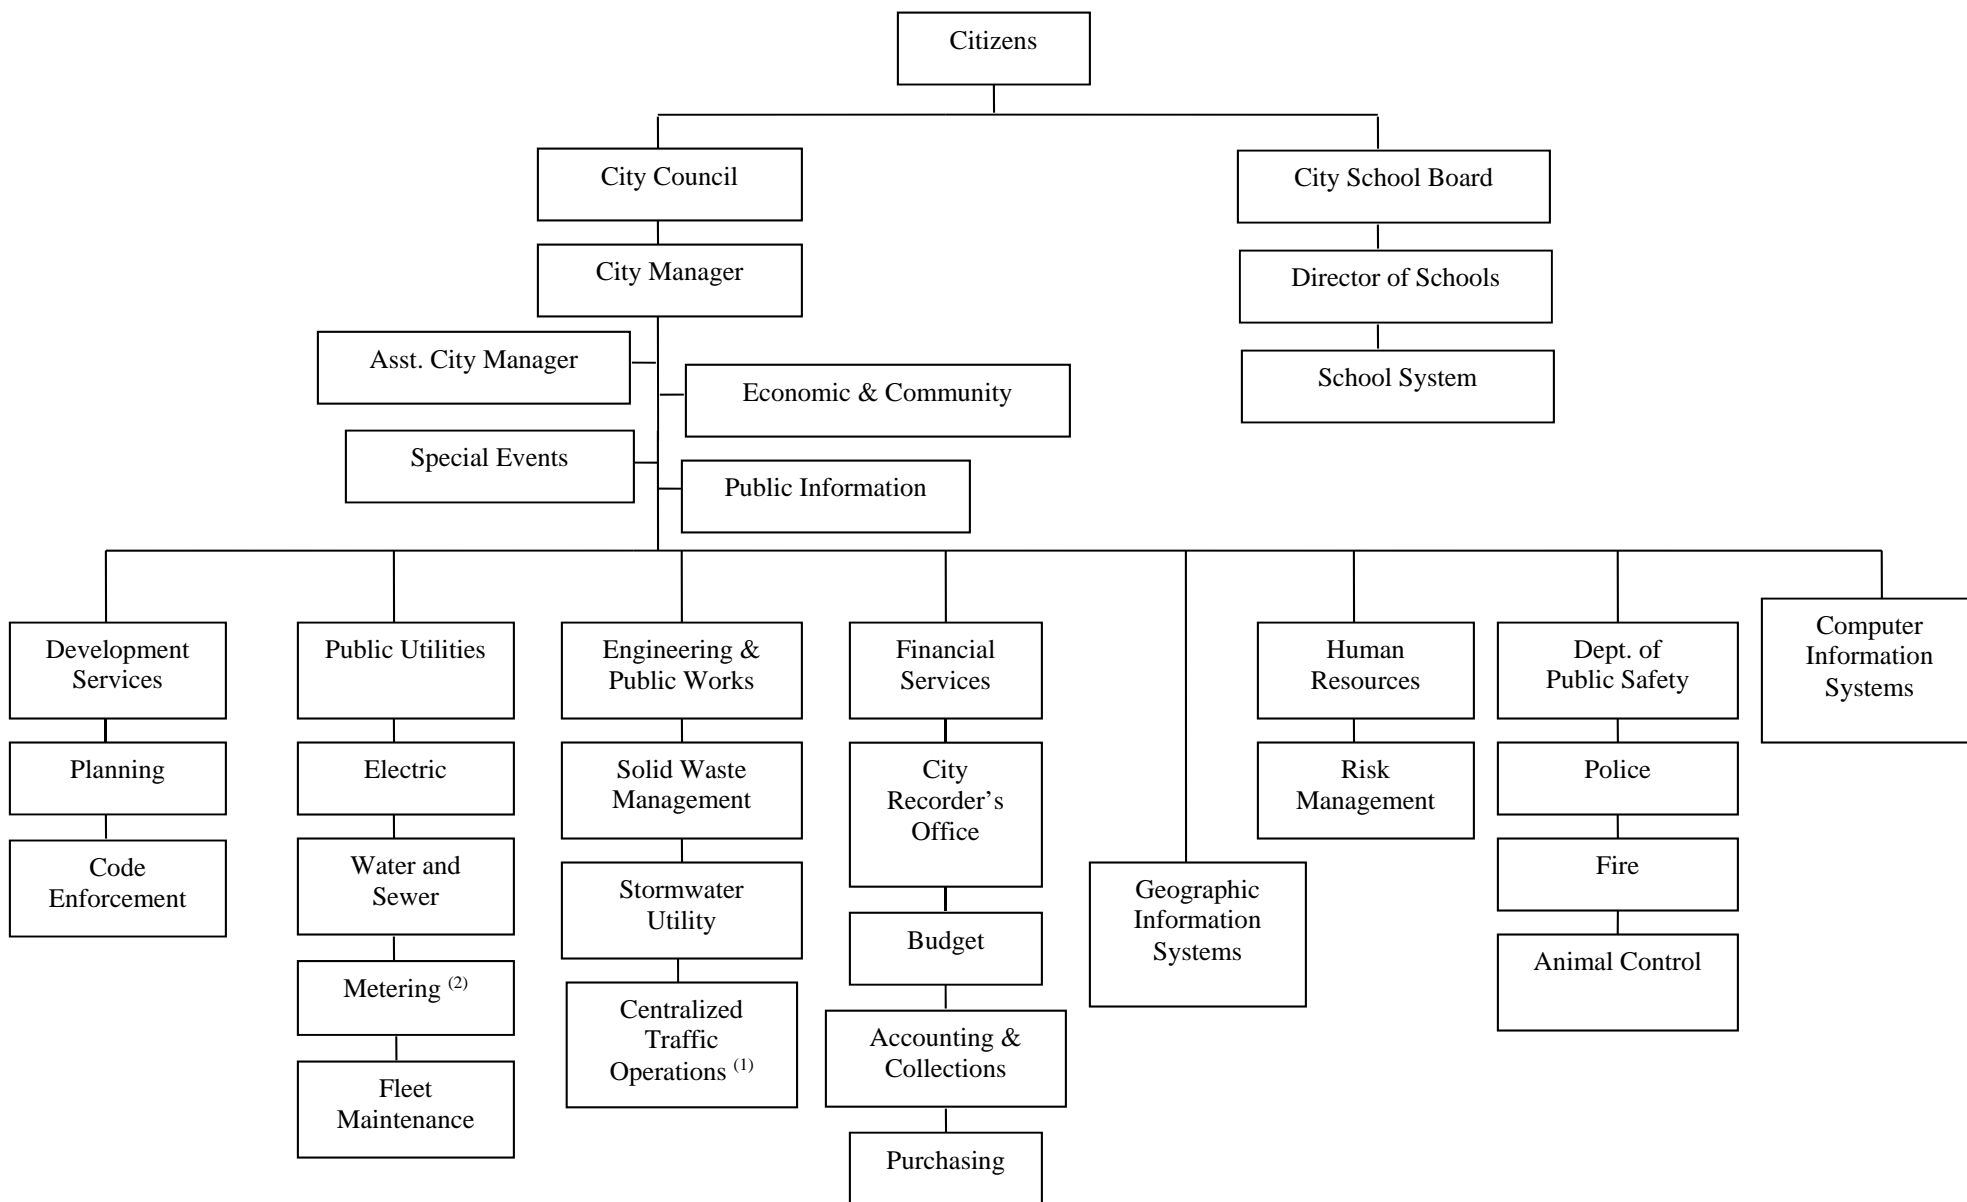 Citizens
City Council
City School Board
City Manager
Director of Schools
Asst. City Manager
Economic & Community
School System
Special Events
Public Information
Development
Services
Public Utilities
Engineering &
Public Works
Financial
Services
Human
Resources
Dept. of
Public Safety
Computer
Information
Systems
Planning
Electric
Solid Waste
Management
City
Recorder’s
Office
Risk
Management
Police
Code
Enforcement
Water and
Sewer
Stormwater
Utility
Geographic
Information
Systems
Fire
Budget
Animal Control
Metering (2)
Centralized
Traffic
Operations (1)
Accounting &
Collections
Fleet
Maintenance
Purchasing